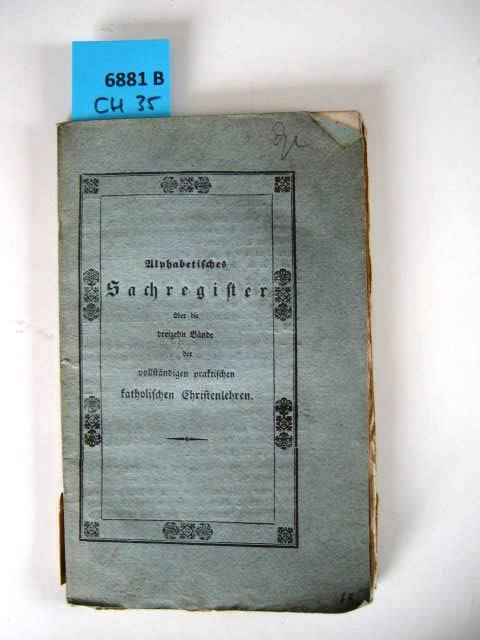 6881 B
CH 35
Alphabetisches
Sachregister
über die
dreizehn Bände
der
vollständigen praktischen
katholischen Christenlehren.